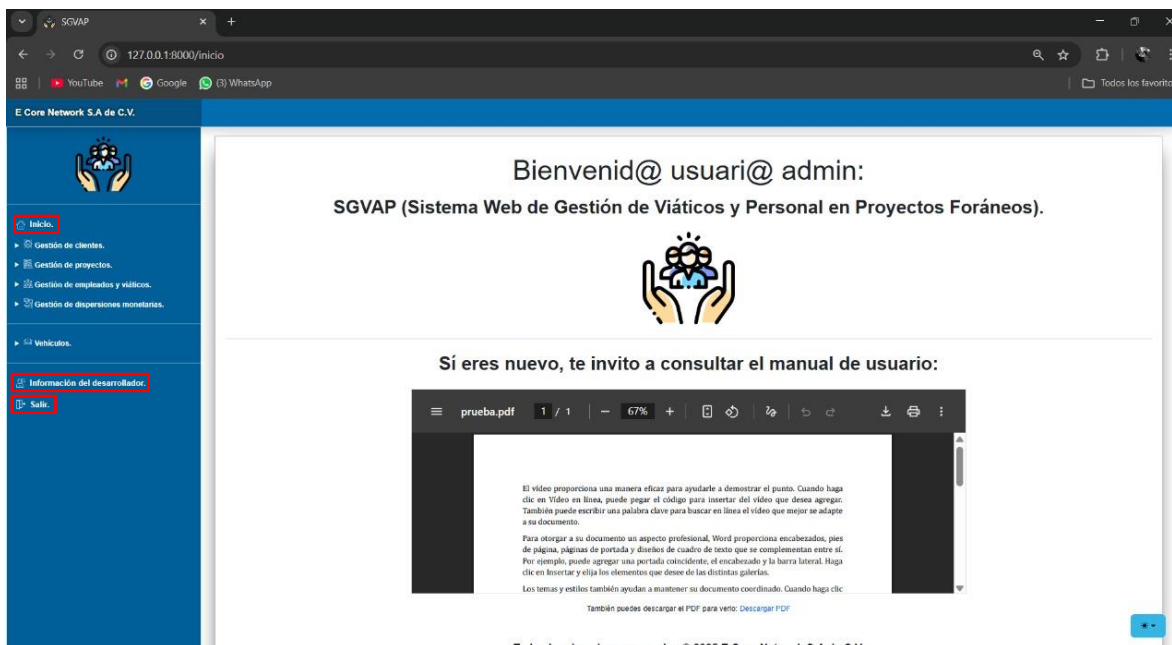 SGVAP
127.0.0.1:8000/inicio
YouTube
Google
(3) WhatsApp
Todos los favorito
E Core Network S.A de C.V.
Inicio.
Gestión de clientes.
Gestión de proyectos.
Gestión de empleados y viáticos.
Gestión de dispersiones monetarias.
Vehículos.
Información del desarrollador.
Salir.
Bienvenid@ usuari@ admin:
SGVAP (Sistema Web de Gestión de Viáticos y Personal en Proyectos Foráneos).
Sí eres nuevo, te invito a consultar el manual de usuario:
prueba.pdf 1 / 1 67%
El vídeo proporciona una manera eficaz para ayudarle a demostrar el punto. Cuando haga
clic en Vídeo en línea, puede pegar el código para insertar del vídeo que desea agregar.
También puede escribir una palabra clave para buscar en línea el vídeo que mejor se adapte
a su documento.
Para otorgar a su documento un aspecto profesional, Word proporciona encabezados, pies
de página, páginas de portada y diseños de cuadro de texto que se complementan entre sí.
Por ejemplo, puede agregar una portada coincidente, el encabezado y la barra lateral. Haga
clic en Insertar y elija los elementos que desee de las distintas galerías.
Los temas y estilos también ayudan a mantener su documento coordinado. Cuando haga clic
También puedes descargar el PDF para verlo: Descargar PDF